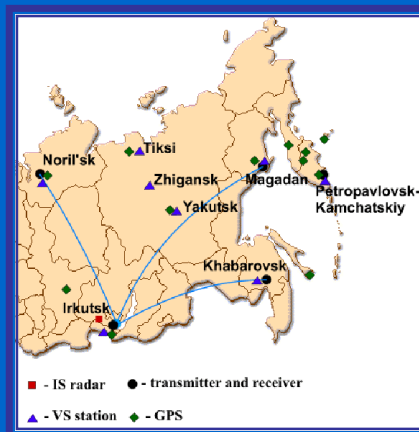 Noril'sk
Tiksi
Zhigansk
Magadan
Yakutsk
Petropavlovsk-
Kamchatskiy
Khabarovsk
Irkutsk
- IS radar
- transmitter and receiver
- VS station
- GPS